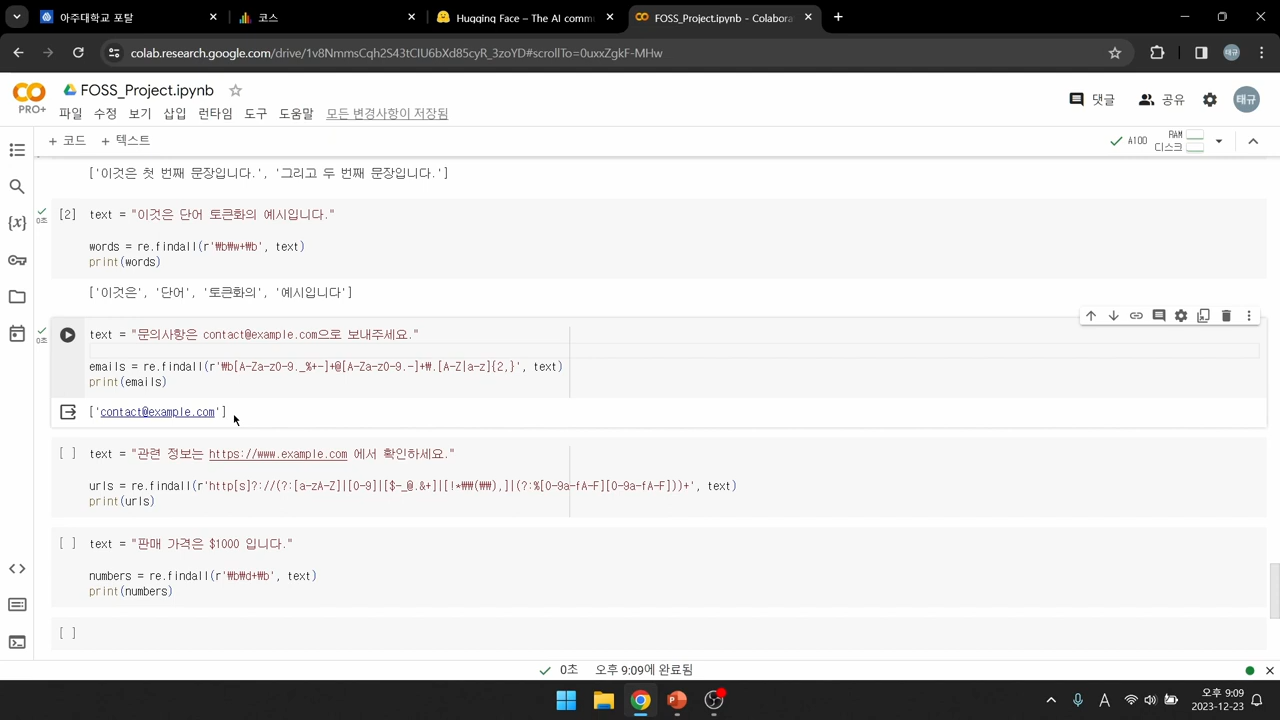 아주대학교 포탈
코스
Hugging Face – The AI comm
FOSS_Project.ipynb - Colabora
colab.research.google.com/drive/1v8NmmsCqh2S43tCIU6bXd85cyR_3zoYD#scrollTo=0uxxZgkF-MHw
태규
PRO+
FOSS_Project.ipynb
파일 수정 보기 삽입 런타임 도구 도움말 모든 변경사항이 저장됨
댓글 공유 태규
+ 코드 + 텍스트
A100 RAM 디스크
['이것은 첫 번째 문장입니다.', '그리고 두 번째 문장입니다.']
[2] text = "이것은 단어 토큰화의 예시입니다."
0초
words = re.findall(r'₩b₩w+₩b', text)
print(words)
['이것은', '단어', '토큰화의', '예시입니다']
text = "문의사항은 contact@example.com으로 보내주세요."
0초
emails = re.findall(r'₩b[A-Za-z0-9._%+-]+@[A-Za-z0-9.-]+₩.[A-Z|a-z]{2,}', text)
print(emails)
['contact@example.com']
[ ] text = "관련 정보는 https://www.example.com 에서 확인하세요."
urls = re.findall(r'http[s]?://(?:[a-zA-Z]|[0-9]|[$-_@.&+]|[!*₩₩(₩₩),]|(?:%[0-9a-fA-F][0-9a-fA-F]))+', text)
print(urls)
[ ] text = "판매 가격은 $1000 입니다."
numbers = re.findall(r'₩b₩d+₩b', text)
print(numbers)
[ ]
0초 오후 9:09에 완료됨
A
오후 9:09
2023-12-23